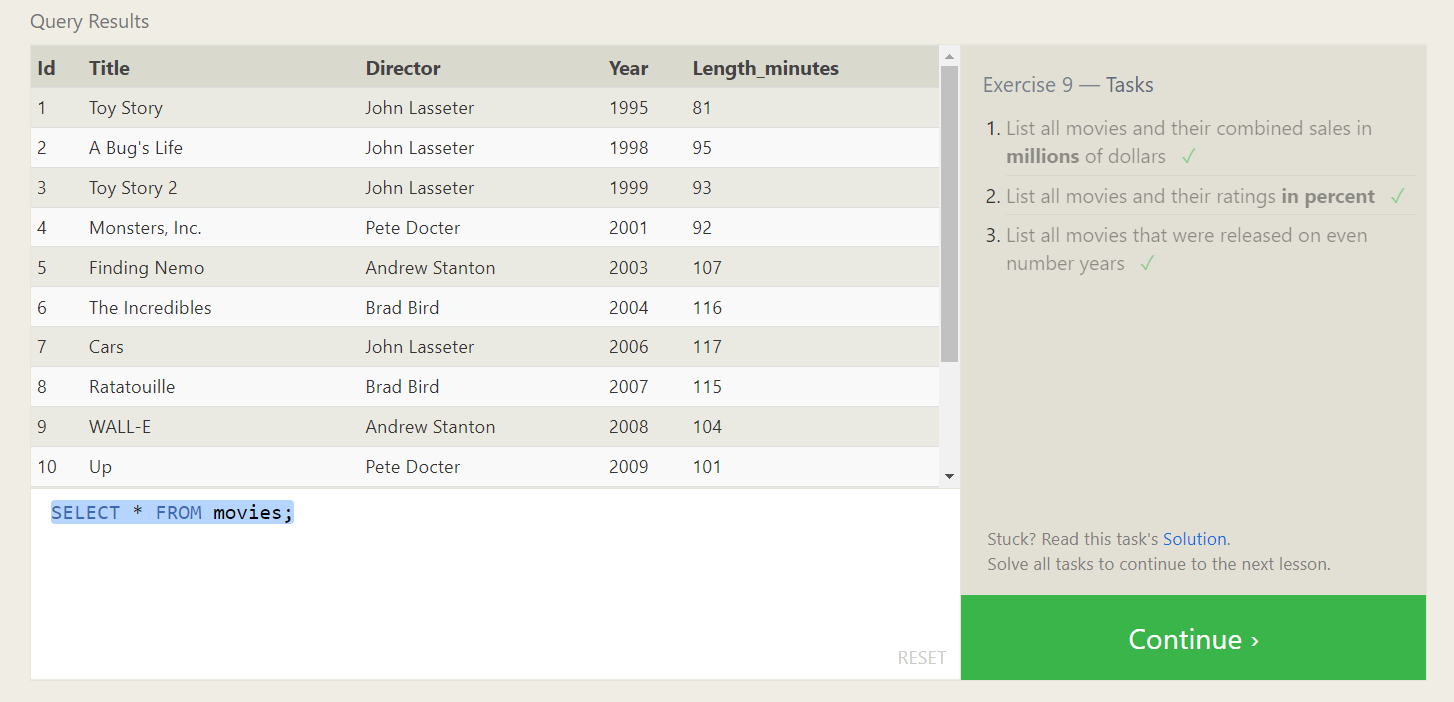 Query Results
Id Title Director Year Length_minutes
1 Toy Story John Lasseter 1995 81
2 A Bug's Life John Lasseter 1998 95
3 Toy Story 2 John Lasseter 1999 93
4 Monsters, Inc. Pete Docter 2001 92
5 Finding Nemo Andrew Stanton 2003 107
6 The Incredibles Brad Bird 2004 116
7 Cars John Lasseter 2006 117
8 Ratatouille Brad Bird 2007 115
9 WALL-E Andrew Stanton 2008 104
10 Up Pete Docter 2009 101
SELECT * FROM movies;
RESET
Exercise 9 — Tasks
1. List all movies and their combined sales in
millions of dollars ✓
2. List all movies and their ratings in percent ✓
3. List all movies that were released on even
number years ✓
Stuck? Read this task's Solution.
Solve all tasks to continue to the next lesson.
Continue ›